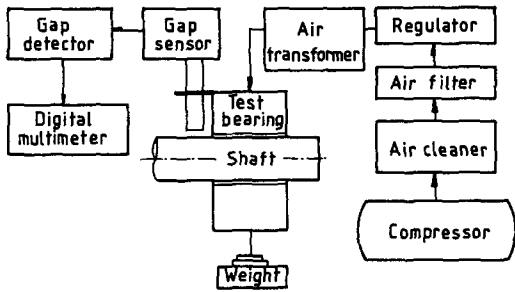 Gap
detector
Gap
sensor
Air
transformer
Regulator
Air filter
Digital
multimeter
Test
bearing
Shaft
Air cleaner
Compressor
Weight